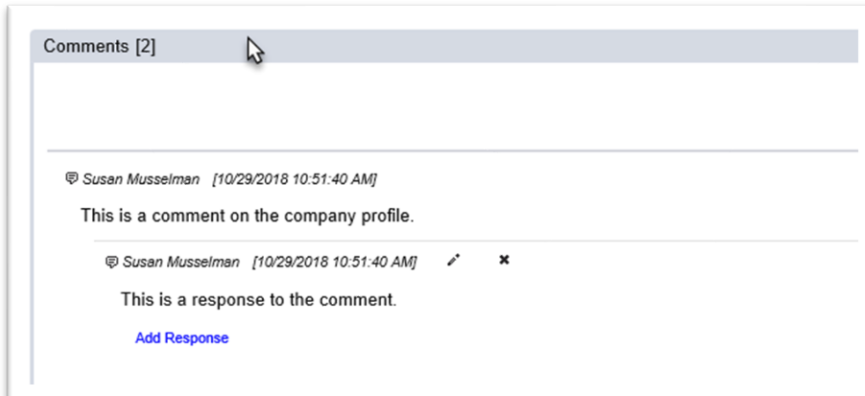 Comments [2]
Susan Musselman [10/29/2018 10:51:40 AM]
This is a comment on the company profile.
Susan Musselman [10/29/2018 10:51:40 AM]
This is a response to the comment.
Add Response